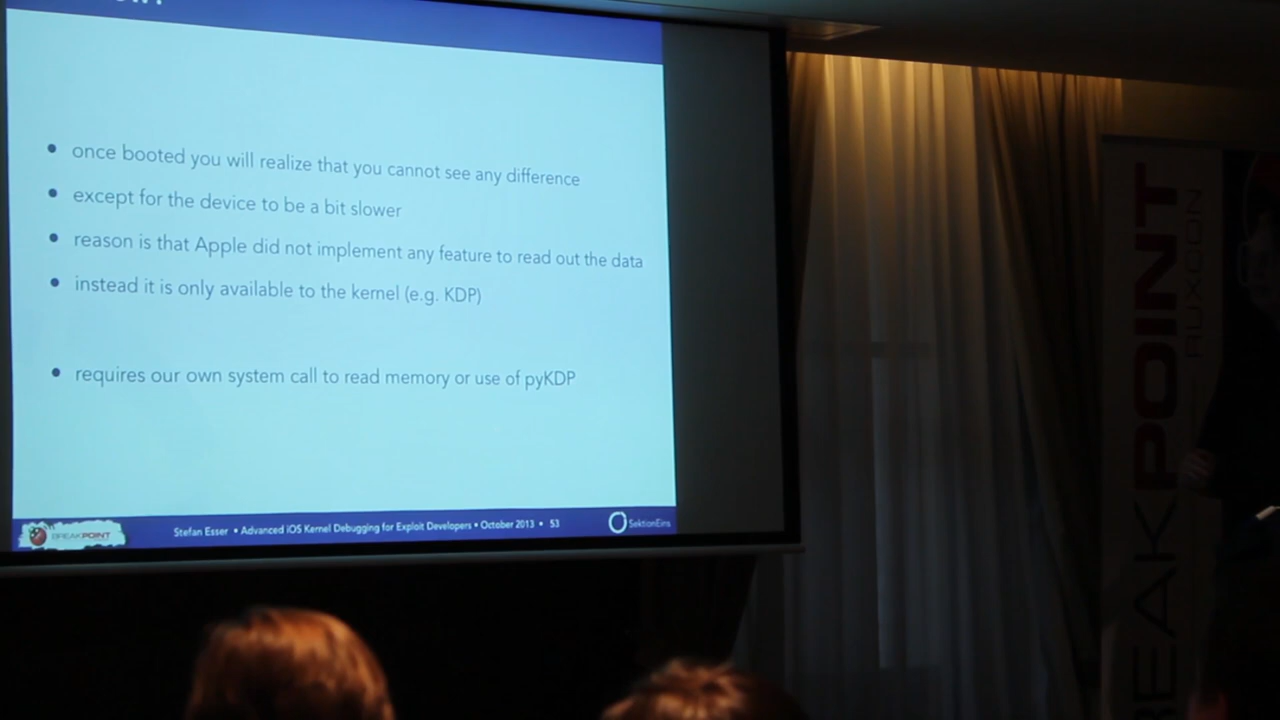 • once booted you will realize that you cannot see any difference
• except for the device to be a bit slower
• reason is that Apple did not implement any feature to read out the data
• instead it is only available to the kernel (e.g. KDP)
• requires our own system call to read memory or use of pyKDP
BREAKPOINT
Stefan Esser • Advanced iOS Kernel Debugging for Exploit Developers • October 2013 • 53
SektionEins
BREAKPOINT
RUXCON